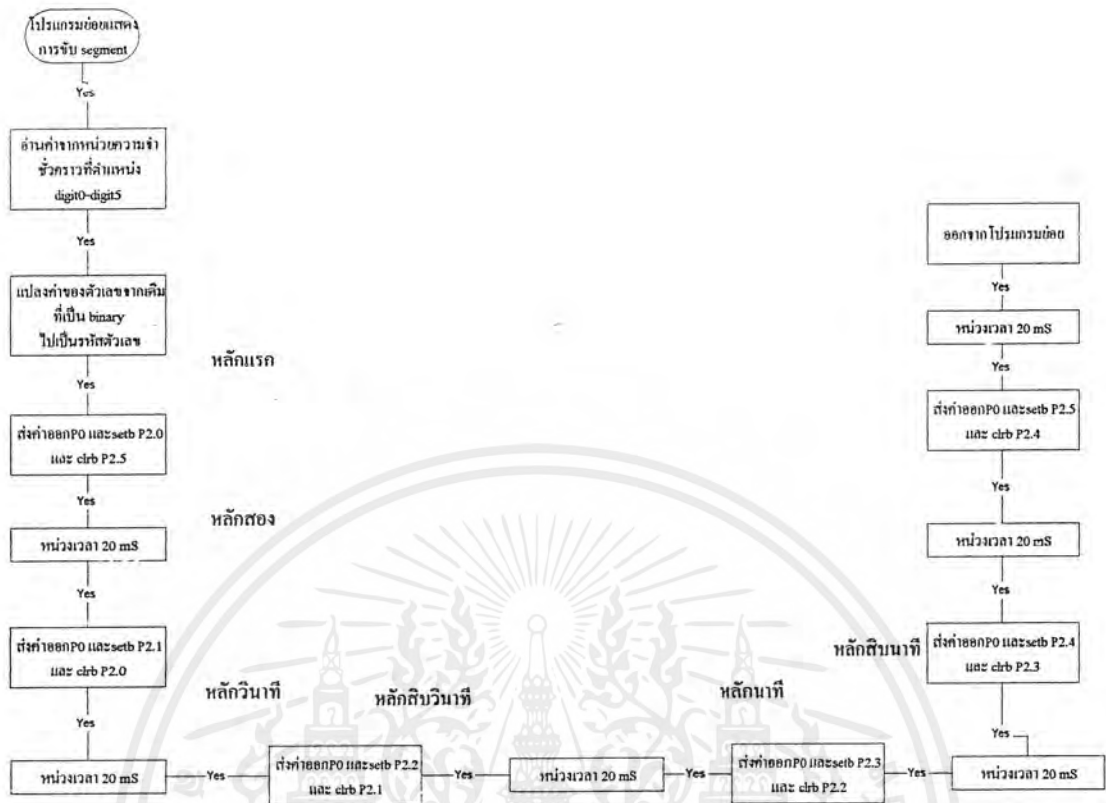 โปรแกรมย่อยแสดง
การขับ segment
Yes
อ่านค่าจากหน่วยความจำ
ชั่วคราวที่ตำแหน่ง
digit0-digit5
Yes
แปลงค่าของตัวเลขจากเดิม
ที่เป็น binary
ไปเป็นรหัสตัวเลข
หลักแรก
Yes
ส่งค่าออกP0 และsetb P2.0
และ clrb P2.5
Yes
หลักสอง
หน่วงเวลา 20 mS
Yes
ส่งค่าออกP0 และsetb P2.1
และ clrb P2.0
Yes
หน่วงเวลา 20 mS
Yes
หลักวินาที
ส่งค่าออกP0 และsetb P2.2
และ clrb P2.1
หลักสิบวินาที
Yes
หน่วงเวลา 20 mS
Yes
หลักนาที
ส่งค่าออกP0 และsetb P2.3
และ clrb P2.2
Yes
หน่วงเวลา 20 mS
Yes
หลักสิบนาที
ส่งค่าออกP0 และsetb P2.4
และ clrb P2.3
Yes
หน่วงเวลา 20 mS
Yes
ส่งค่าออกP0 และsetb P2.5
และ clrb P2.4
Yes
หน่วงเวลา 20 mS
Yes
ออกจากโปรแกรมย่อย